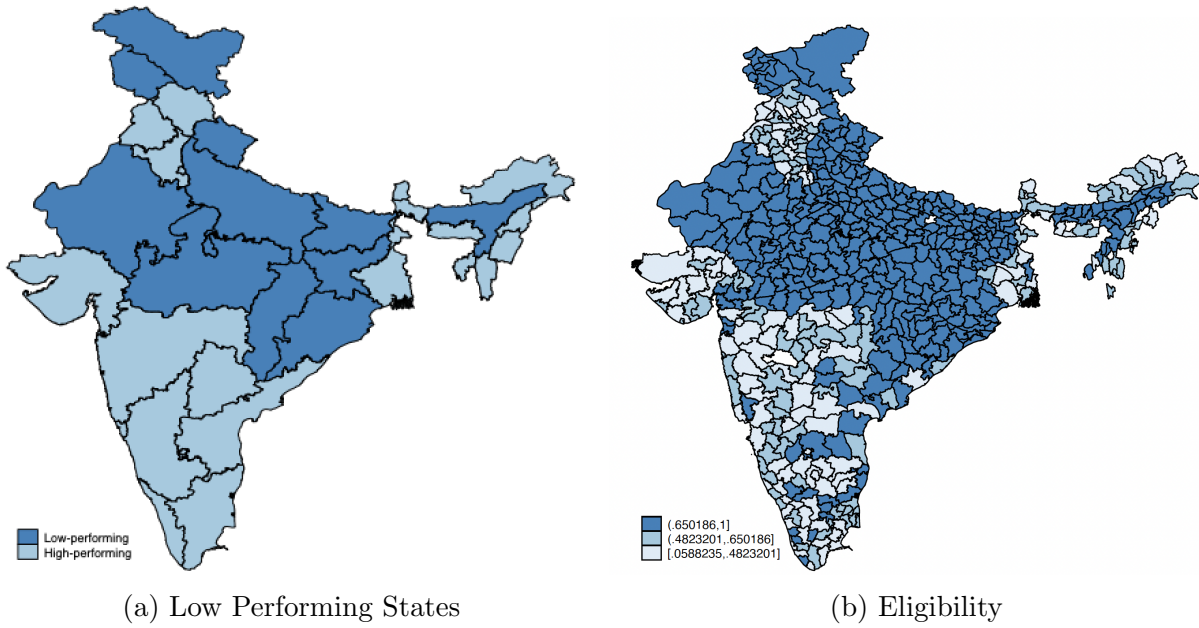 Low-performing
High-performing
(.650186,1]
(.4823201,.650186]
[.0588235,.4823201]
(a) Low Performing States
(b) Eligibility